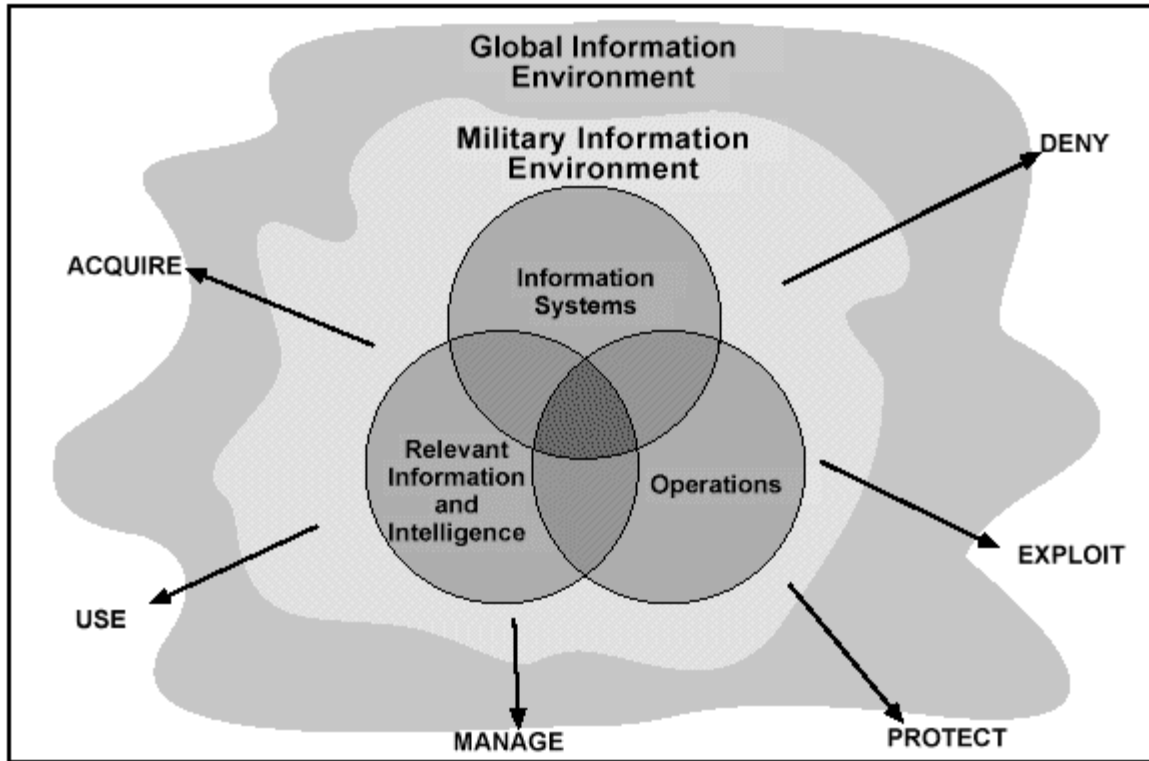 Global Information
Environment
Military Information
Environment
DENY
ACQUIRE
Information
Systems
Relevant
Information
and
Intelligence
Operations
EXPLOIT
USE
MANAGE
PROTECT